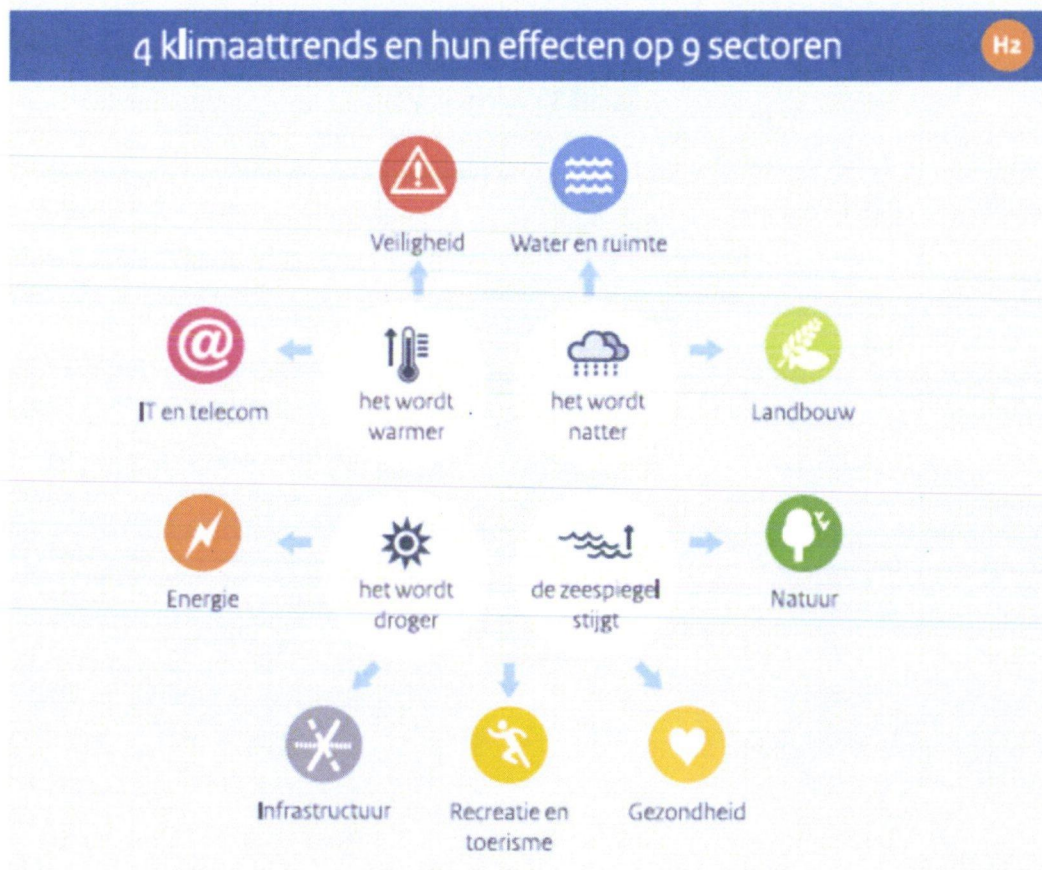 4 klimaattrends en hun effecten op 9 sectoren
H2
Veiligheid
Water en ruimte
IT en telecom
het wordt
warmer
het wordt
natter
Landbouw
Energie
het wordt
droger
de zeespiegel
stijgt
Natuur
Infrastructuur
Recreatie en
toerisme
Gezondheid